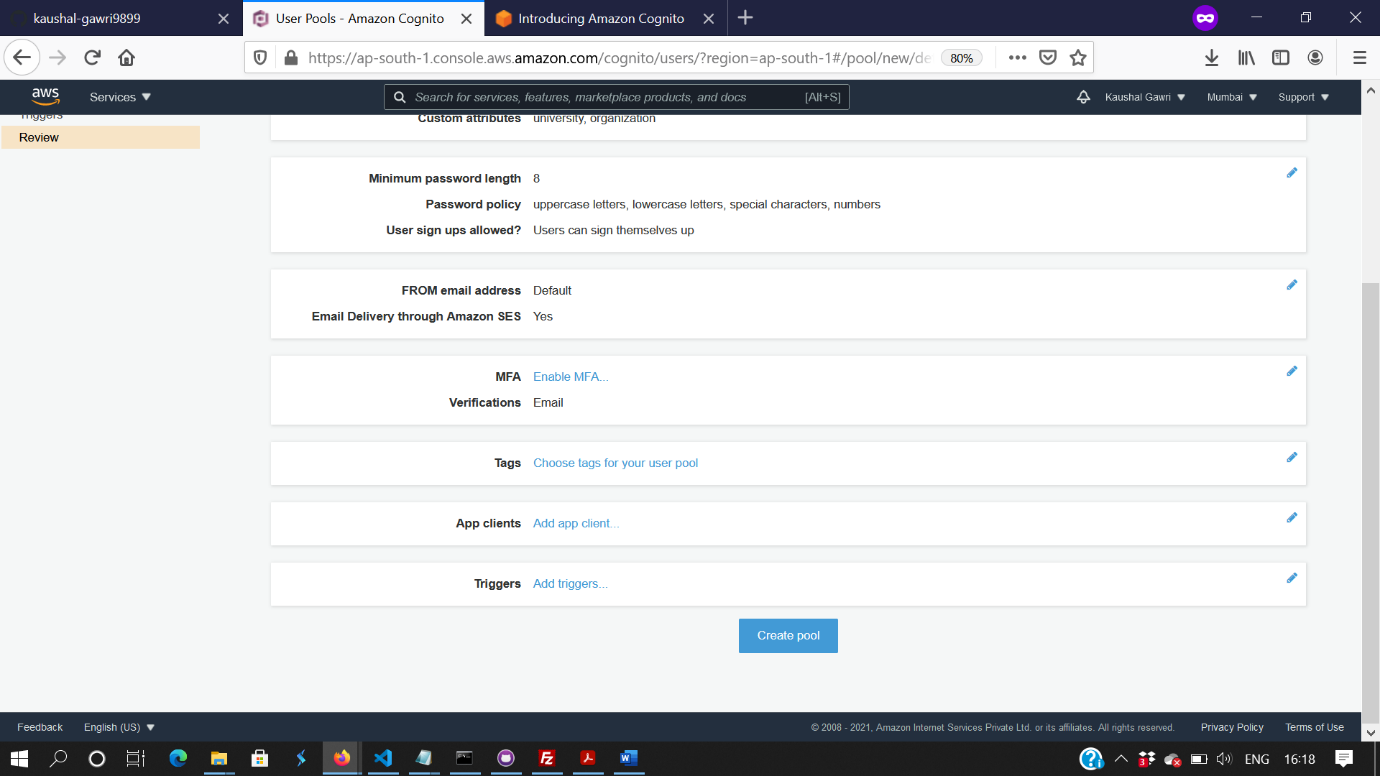 kaushal-gawri9899
User Pools - Amazon Cognito
Introducing Amazon Cognito
https://ap-south-1.console.aws.amazon.com/cognito/users/?region=ap-south-1#/pool/new/de
80%
aws
Services
Search for services, features, marketplace products, and docs
[Alt+S]
Kaushal Gawri
Mumbai
Support
Triggers
Review
Custom attributes university, organization
Minimum password length 8
Password policy uppercase letters, lowercase letters, special characters, numbers
User sign ups allowed? Users can sign themselves up
FROM email address Default
Email Delivery through Amazon SES Yes
MFA Enable MFA...
Verifications Email
Tags Choose tags for your user pool
App clients Add app client...
Triggers Add triggers...
Create pool
Feedback English (US) © 2008 - 2021, Amazon Internet Services Private Ltd. or its affiliates. All rights reserved. Privacy Policy Terms of Use
3 ENG 16:18